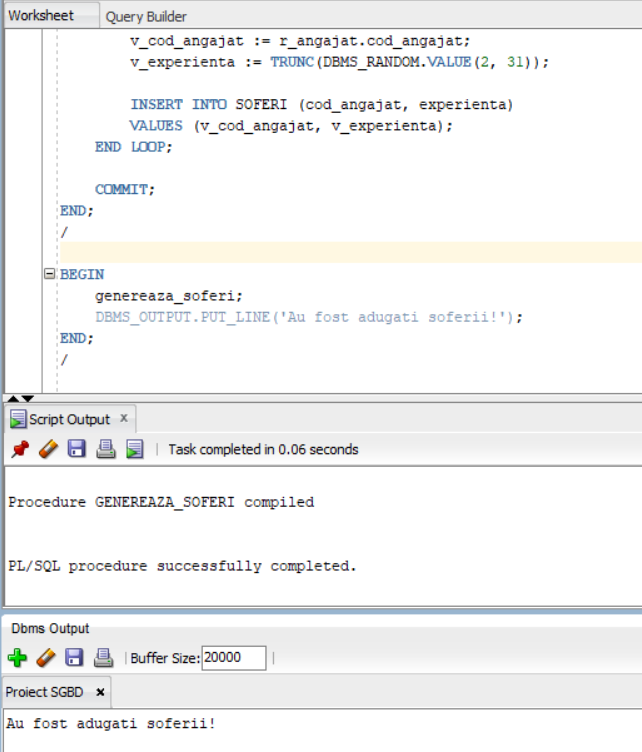 Worksheet Query Builder
v_cod_angajat := r_angajat.cod_angajat;
v_experienta := TRUNC(DBMS_RANDOM.VALUE(2, 31));
INSERT INTO SOFERI (cod_angajat, experienta)
VALUES (v_cod_angajat, v_experienta);
END LOOP;
COMMIT;
END;
/
BEGIN
genereaza_soferi;
DBMS_OUTPUT.PUT_LINE('Au fost adugati soferii!');
END;
/
Script Output x
Task completed in 0.06 seconds
Procedure GENEREAZA_SOFERI compiled
PL/SQL procedure successfully completed.
Dbms Output
Buffer Size: 20000
Proiect SGBD x
Au fost adugati soferii!